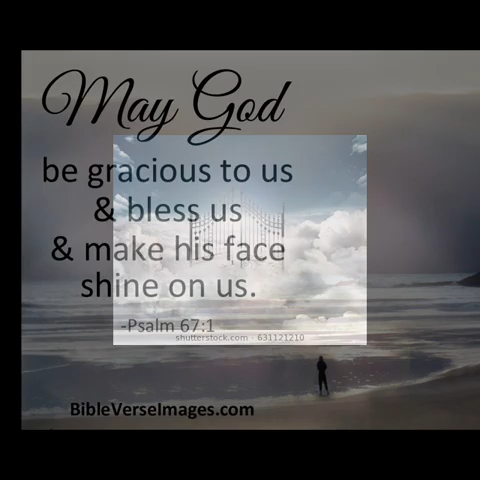 May God
be gracious to us
& bless us
& make his face
shine on us.
-Psalm 67:1
shutterstock.com · 631121210
BibleVerseImages.com